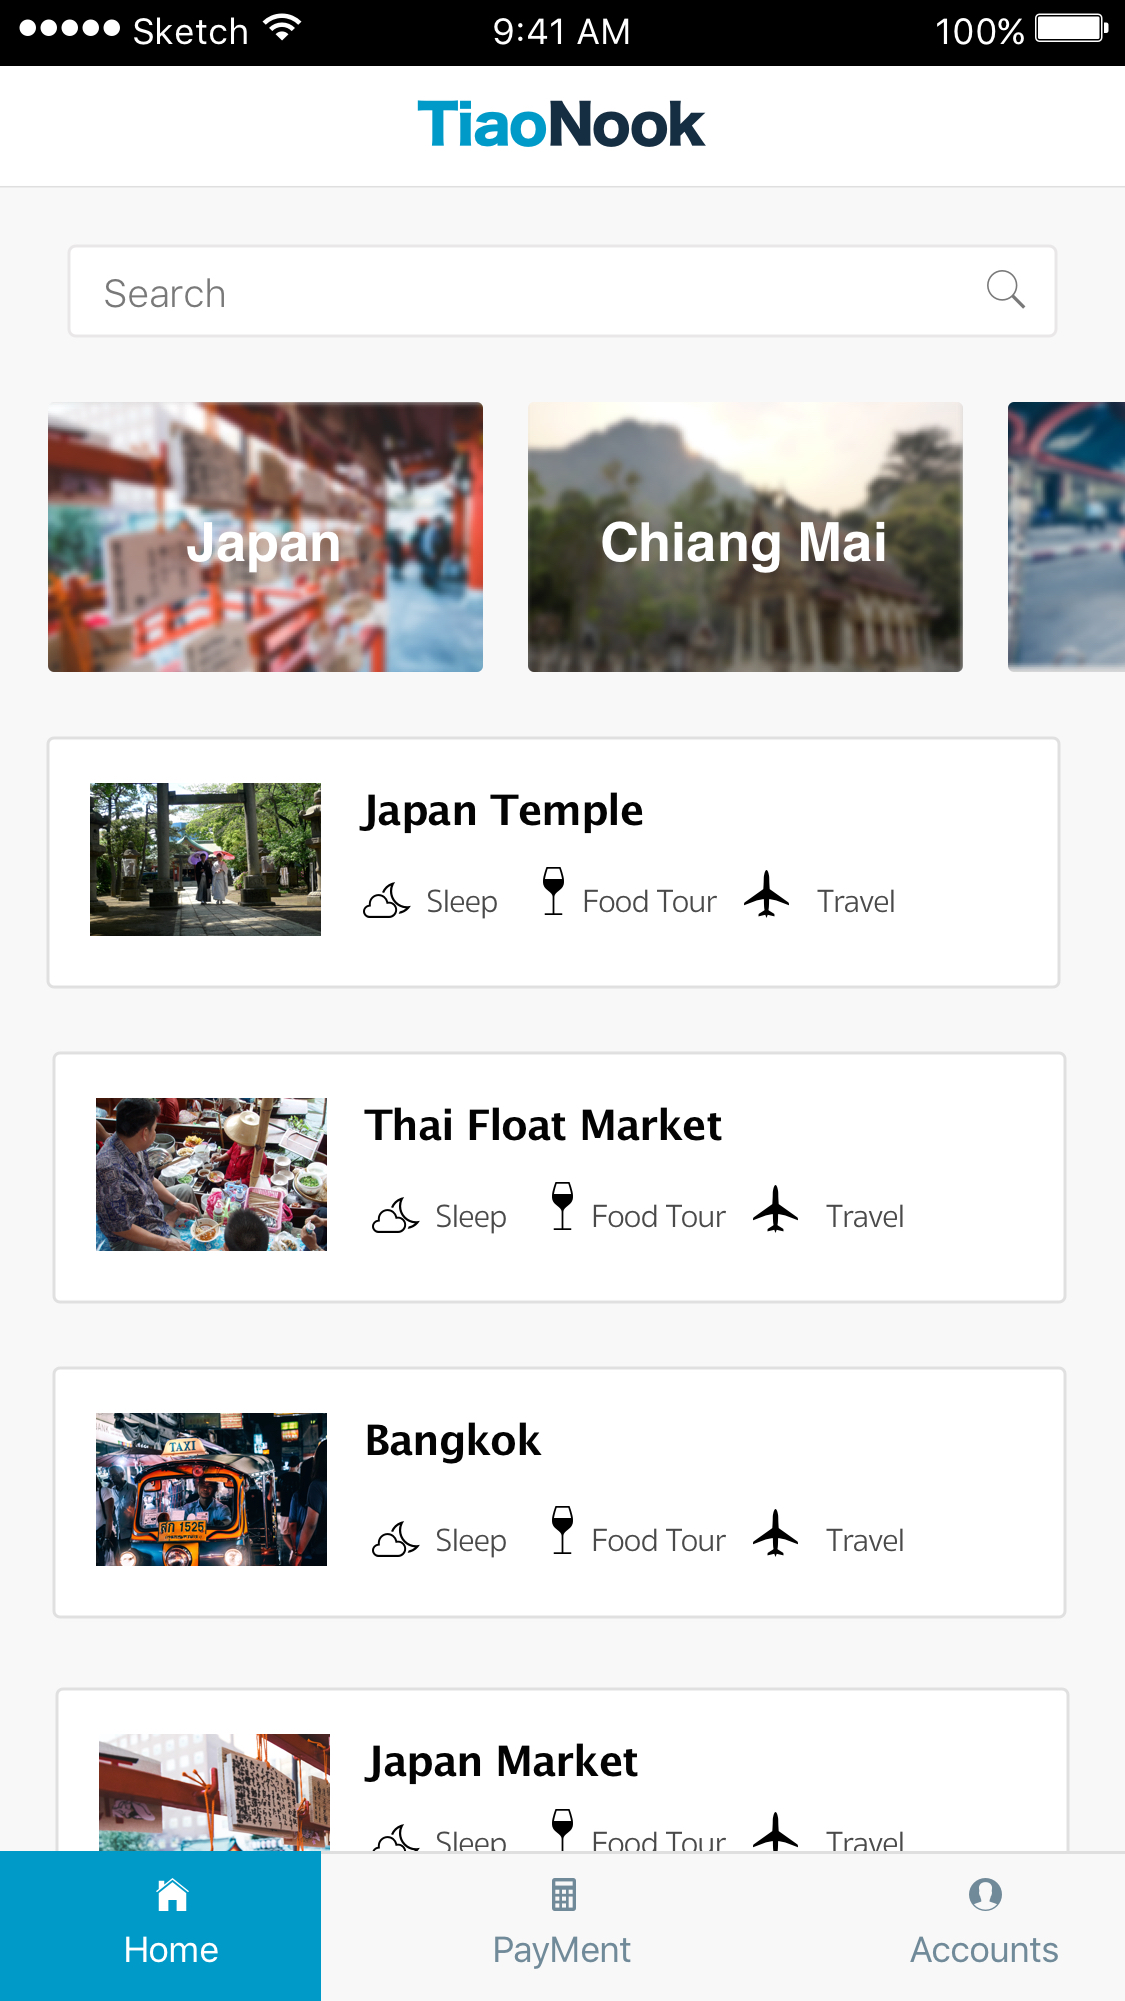 Sketch 9:41 AM 100%
TiaoNook
Search
Japan
Chiang Mai
Japan Temple
Sleep Food Tour Travel
Thai Float Market
Sleep Food Tour Travel
Bangkok
TAXI
1525
Sleep Food Tour Travel
Japan Market
Sleep Food Tour Travel
Home PayMent Accounts